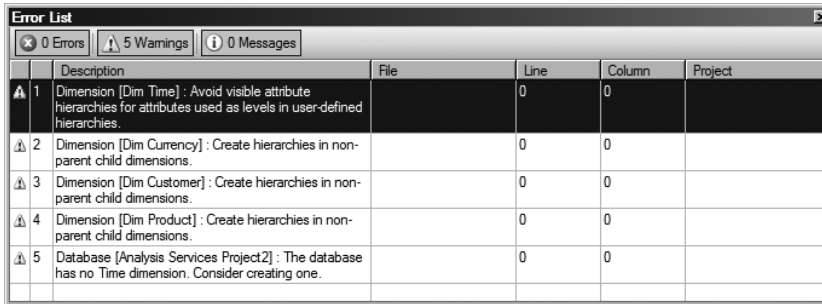 Error List
0 Errors 5 Warnings 0 Messages
Description File Line Column Project
1 Dimension [Dim Time] : Avoid visible attribute 0 0
hierarchies for attributes used as levels in user-defined
hierarchies.
2 Dimension [Dim Currency] : Create hierarchies in non- 0 0
parent child dimensions.
3 Dimension [Dim Customer] : Create hierarchies in non- 0 0
parent child dimensions.
4 Dimension [Dim Product] : Create hierarchies in non- 0 0
parent child dimensions.
5 Database [Analysis Services Project2] : The database 0 0
has no Time dimension. Consider creating one.